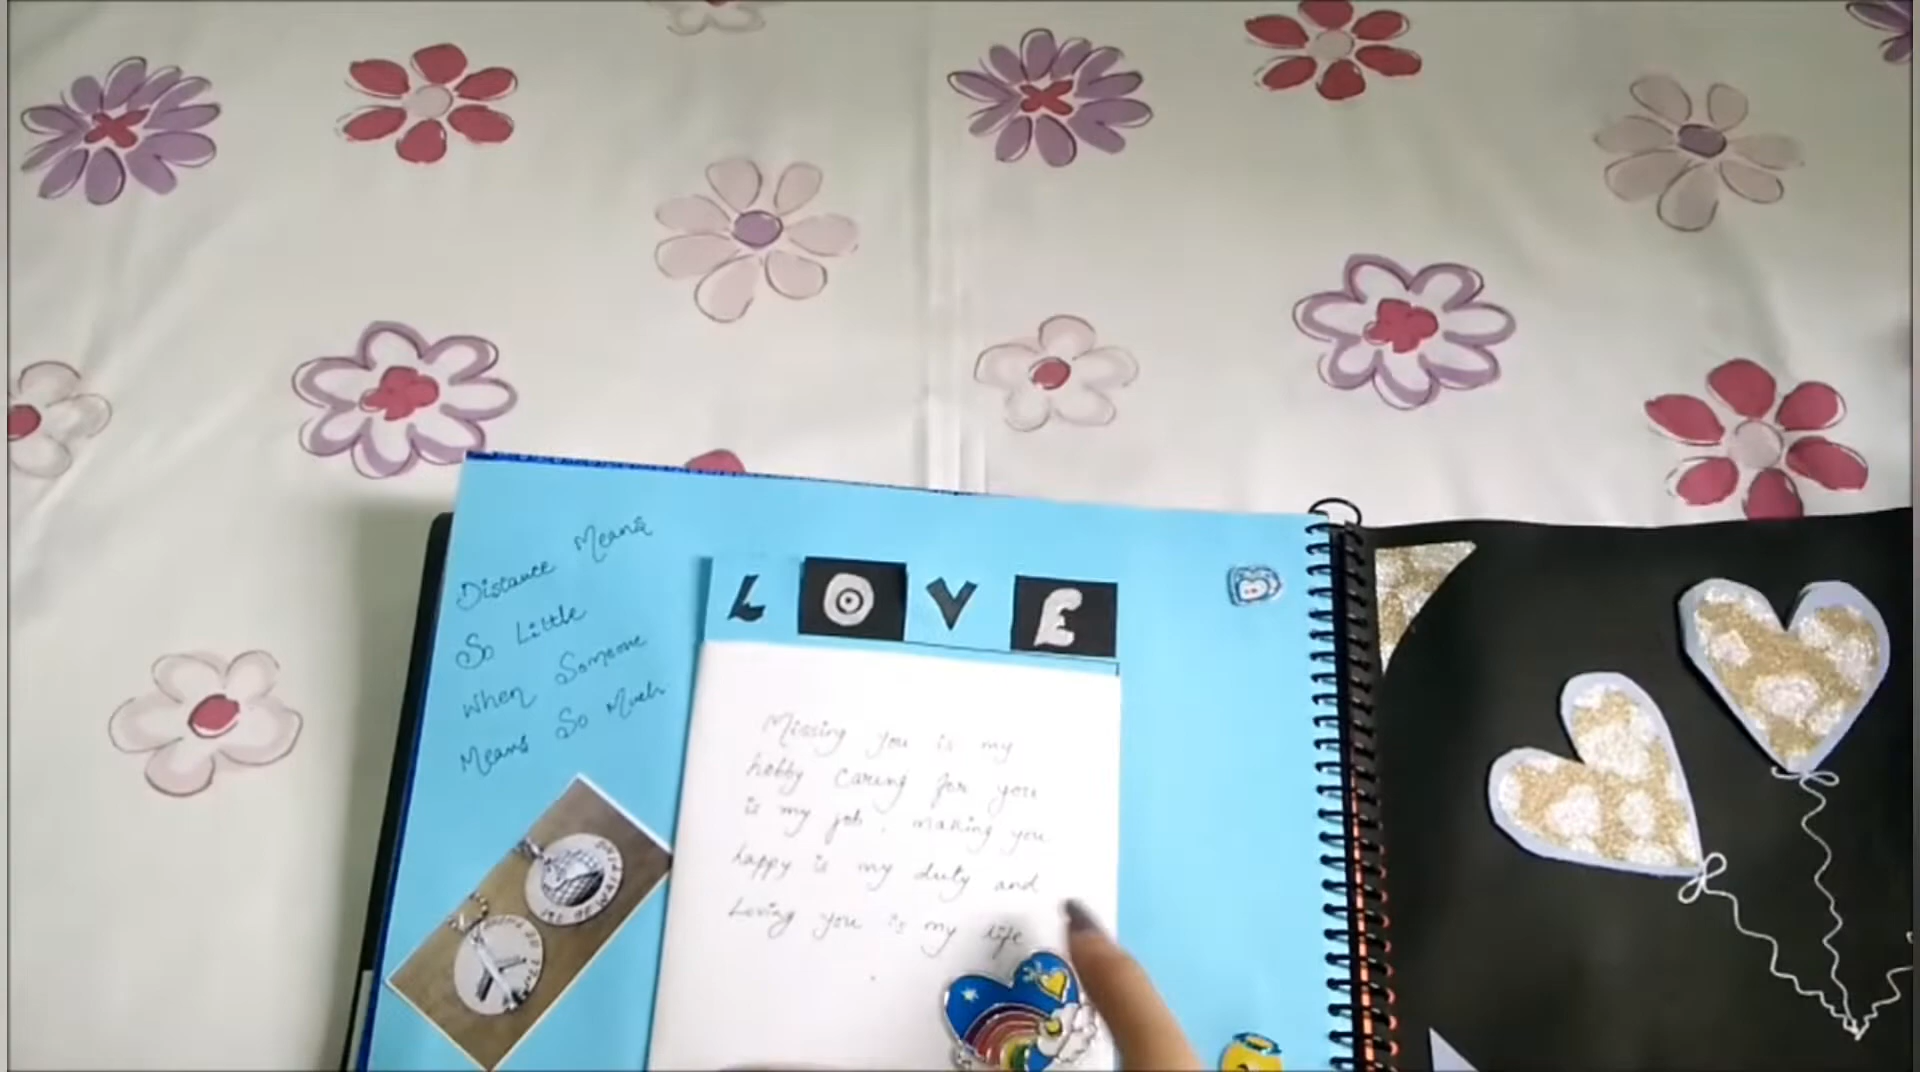 Distance Means
So Little
When Someone
Means So Much
L O V E
Missing you is my
hobby caring for you
is my job, making you
happy is my duty and
Loving you is my life